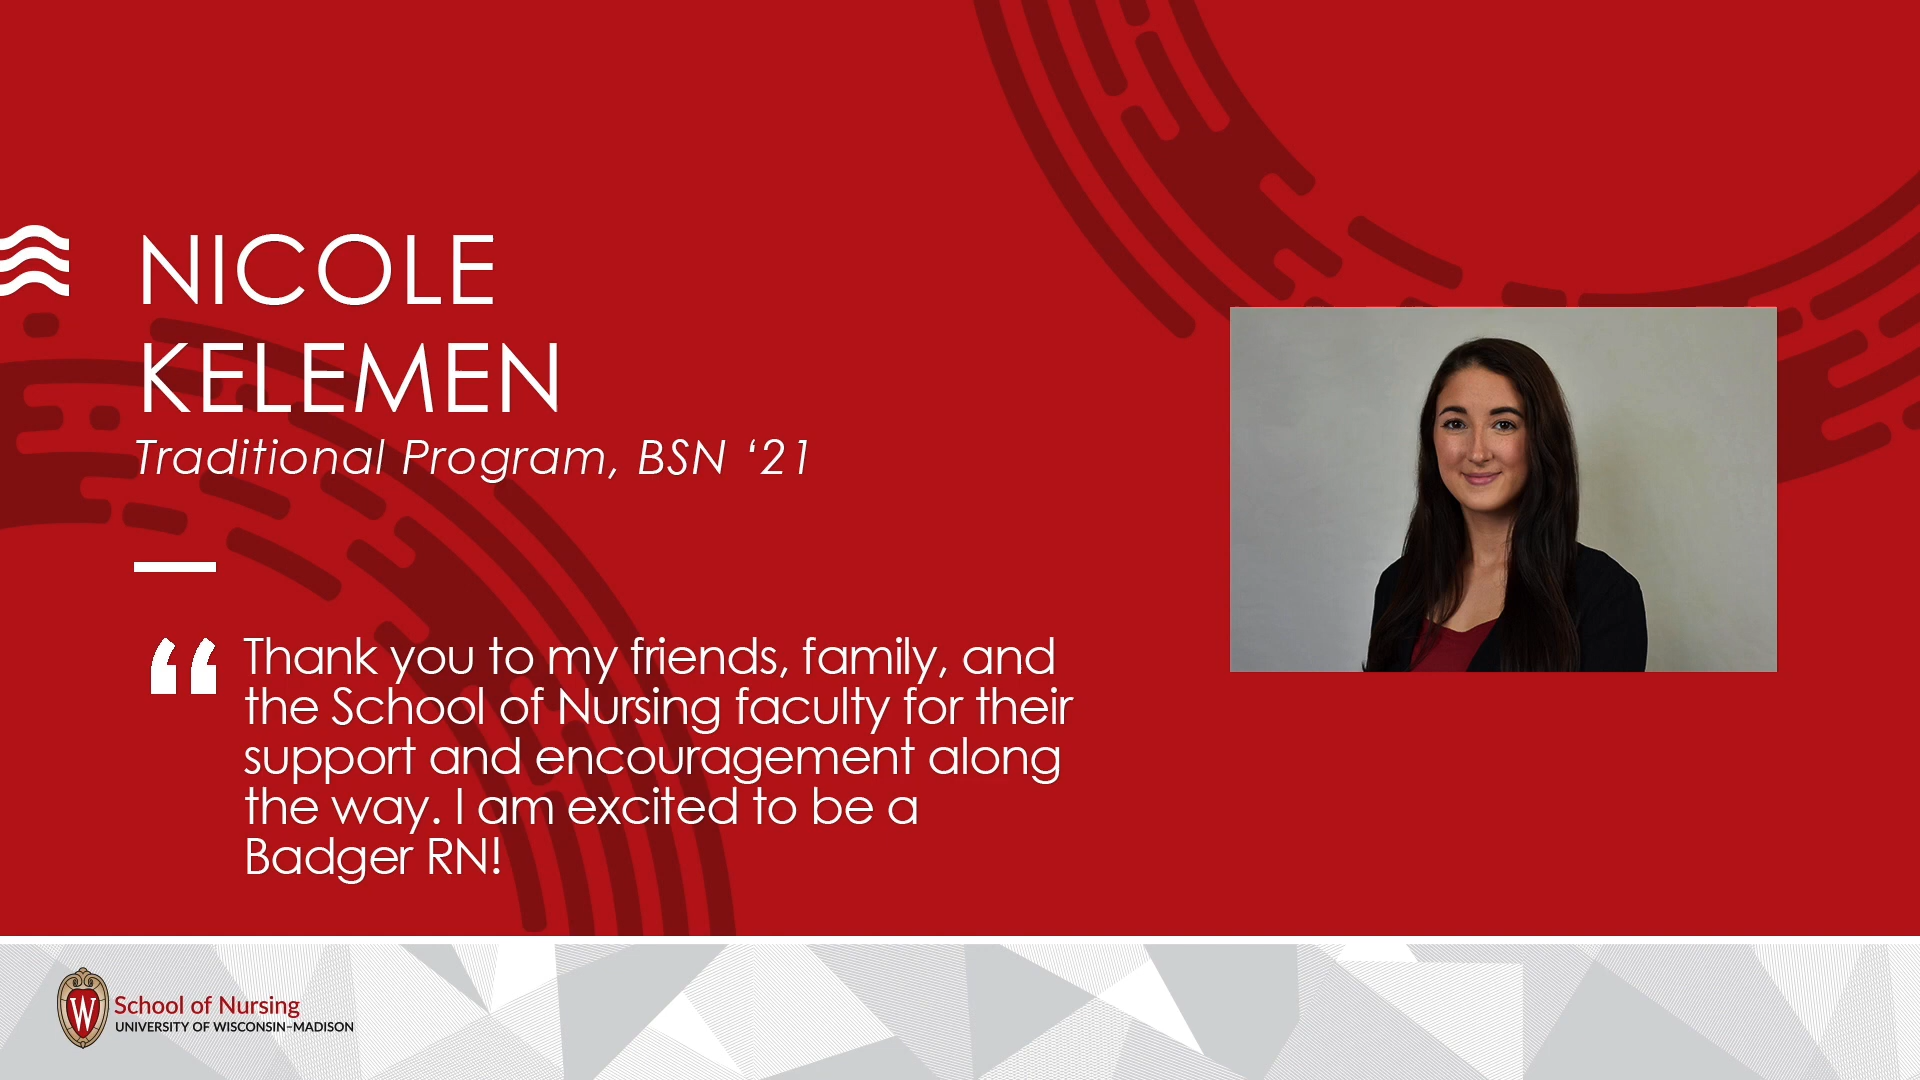 NICOLE
KELEMEN
Traditional Program, BSN ‘21
“ Thank you to my friends, family, and
the School of Nursing faculty for their
support and encouragement along
the way. I am excited to be a
Badger RN!
W
School of Nursing
UNIVERSITY OF WISCONSIN–MADISON